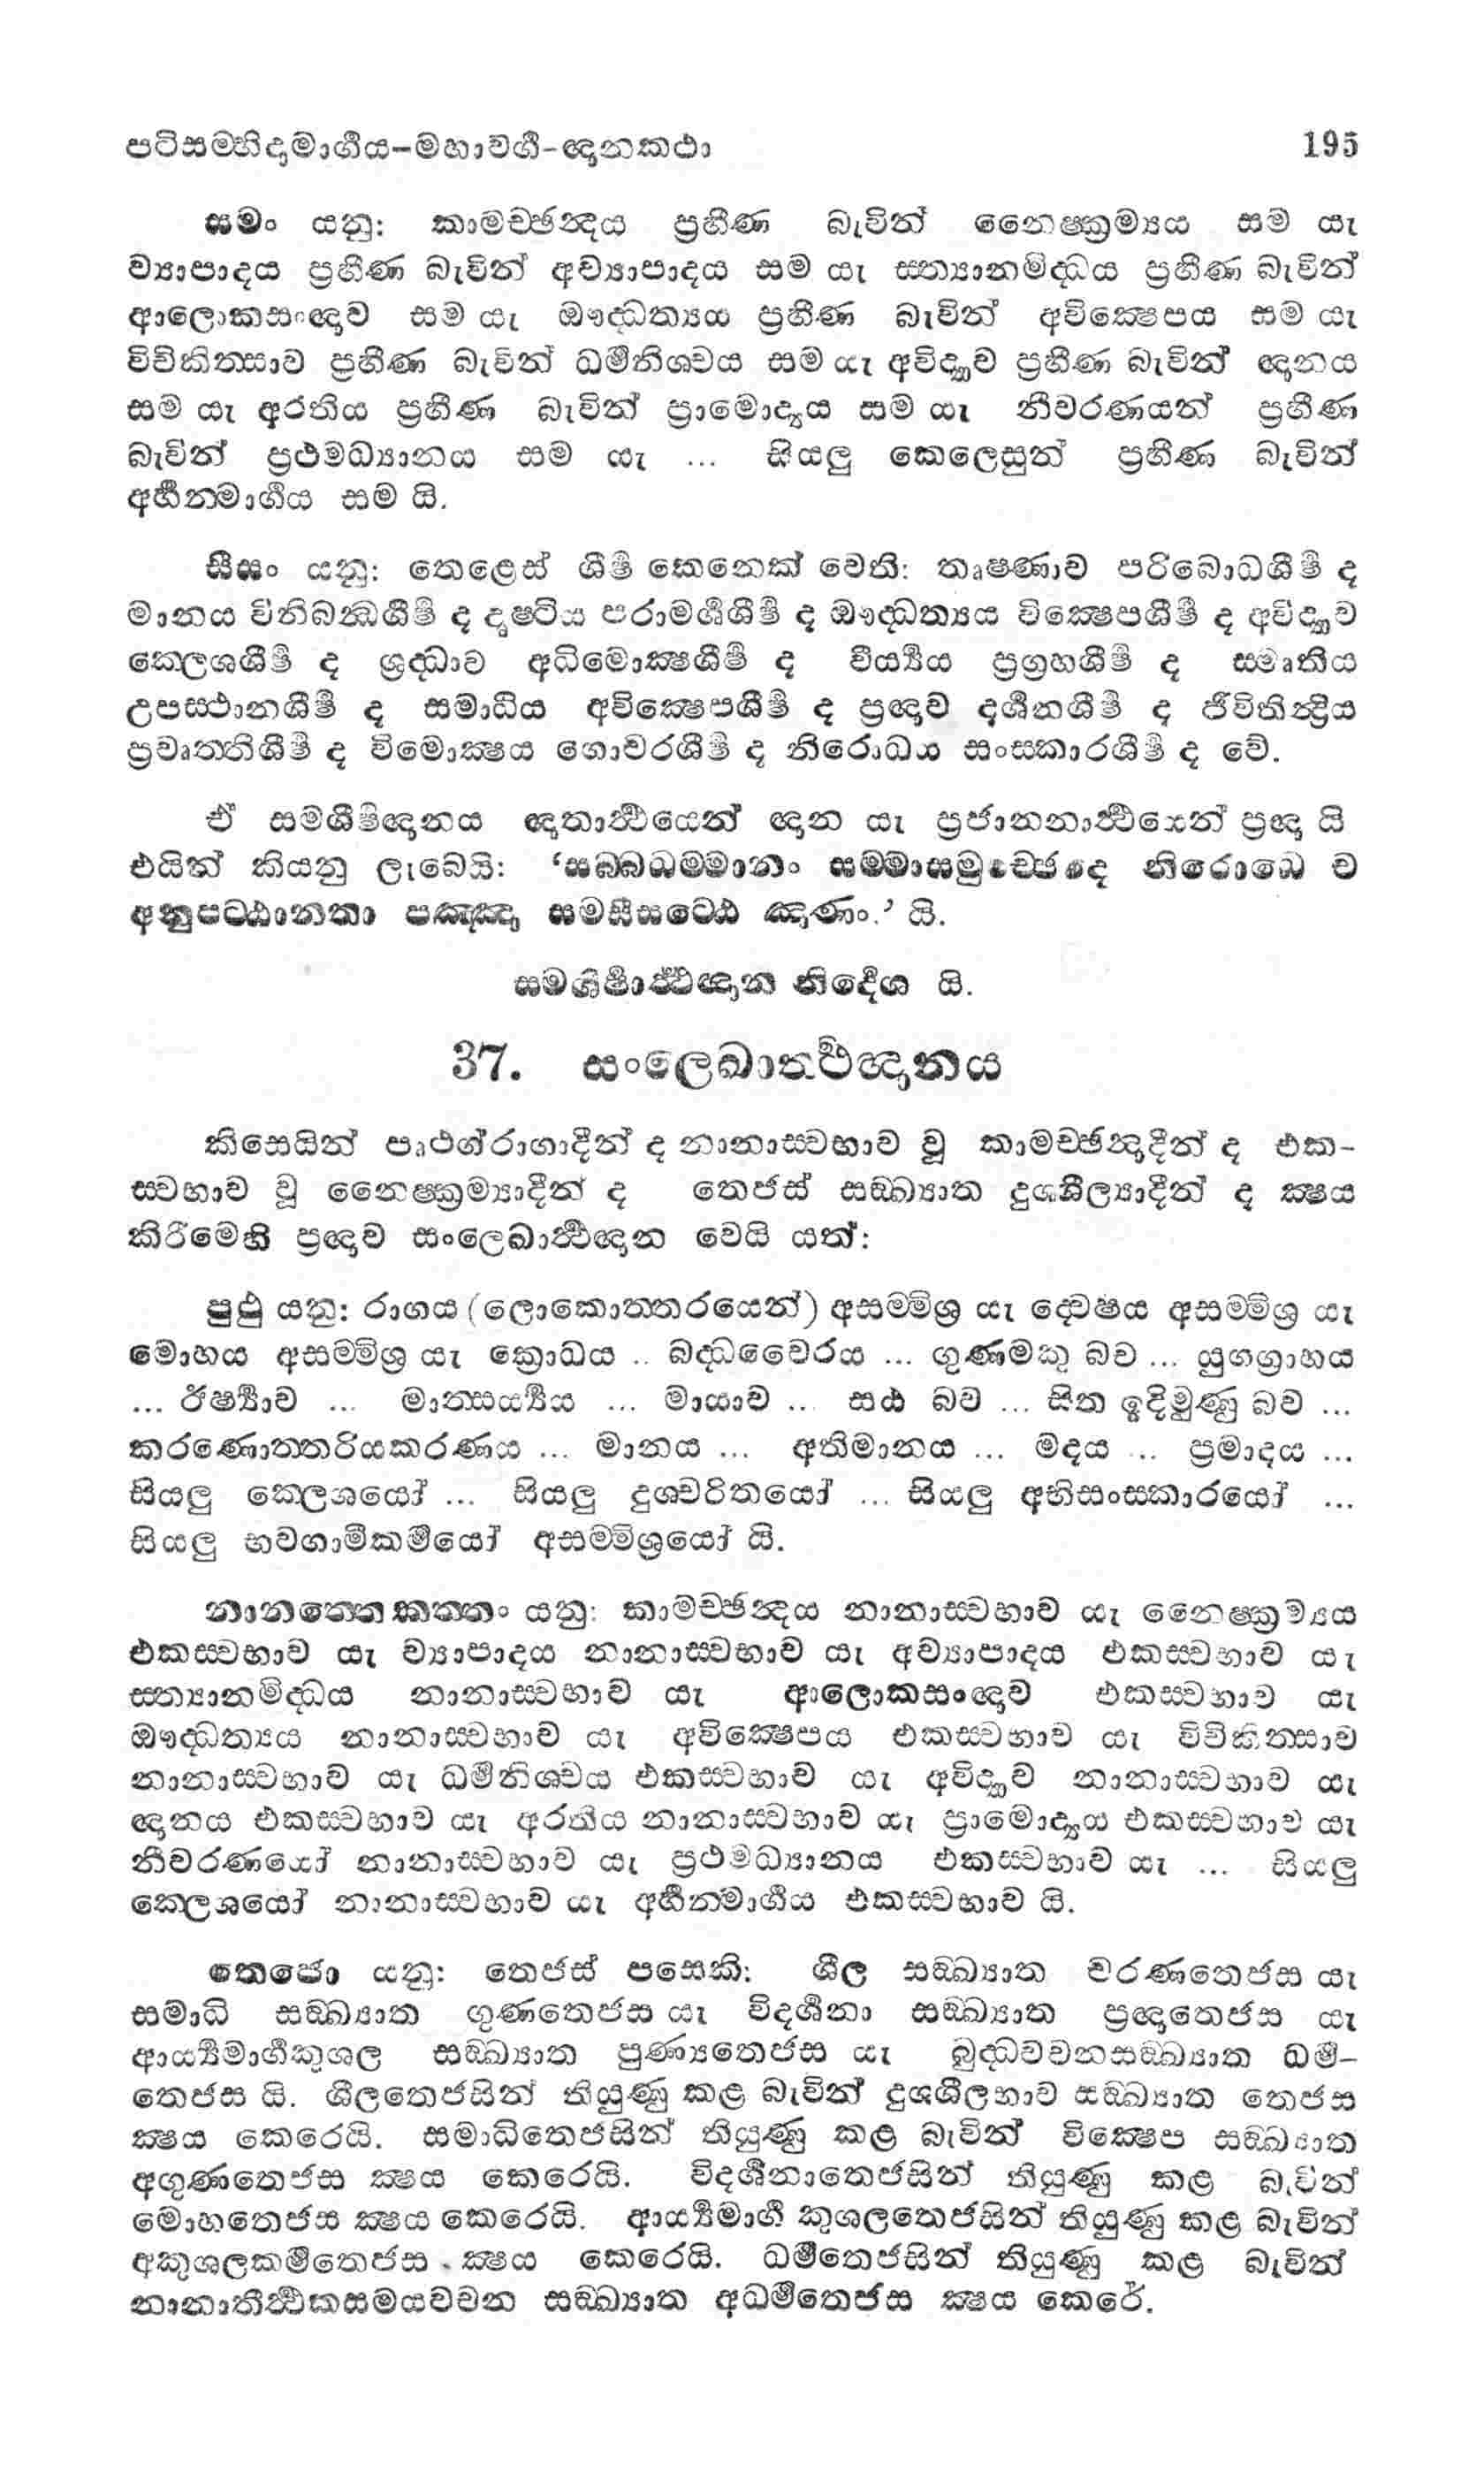 පටිසම්භිදාමාර්ගය-මහාවර්ග-ඥානකථා 195
සමං යනු: කාමච්ඡන්දය ප්‍රහීණ බැවින් නෛෂ්ක්‍රම්‍යය සම යැ
ව්‍යාපාදය ප්‍රහීණ බැවින් අව්‍යාපාදය සම යැ ස්ත්‍යානමිද්ධය ප්‍රහීණ බැවින්
ආලොකසංඥාව සම යැ ඖද්ධත්‍යය ප්‍රහීණ බැවින් අවික්‍ෂෙපය සම යැ
විචිකිත්සාව ප්‍රහීණ බැවින් ධර්මනිශ්චය සම යැ අවිද්‍යාව ප්‍රහීණ බැවින් ඥානය
සම යැ අරතිය ප්‍රහීණ බැවින් ප්‍රාමොද්‍යය සම යැ නීවරණයන් ප්‍රහීණ
බැවින් ප්‍රථමධ්‍යානය සම යැ ... සියලු කෙලෙසුන් ප්‍රහීණ බැවින්
අර්හත්මාර්ගය සම යි.
සීසං යනු: තෙළෙස් ශීර්ෂ කෙනෙක් වෙති: තෘෂ්ණාව පරිබොධශීර්ෂ ද
මානය විනිබන්ධශීර්ෂ ද දෘෂ්ටිය පරාමර්ශශීර්ෂ ද ඖද්ධත්‍යය වික්‍ෂෙපශීර්ෂ ද අවිද්‍යාව
ක්ලෙශශීර්ෂ ද ශ්‍රද්ධාව අධිමොක්‍ෂශීර්ෂ ද වීර්ය්‍යය ප්‍රග්‍රහශීර්ෂ ද ස්මෘතිය
උපස්ථානශීර්ෂ ද සමාධිය අවික්‍ෂෙපශීර්ෂ ද ප්‍රඥාව දර්ශනශීර්ෂ ද ජීවිතින්ද්‍රිය
ප්‍රවෘත්තිශීර්ෂ ද විමොක්‍ෂය ගොචරශීර්ෂ ද නිරොධය සංස්කාරශීර්ෂ ද වේ.
ඒ සමශීර්ෂඥානය ඥාතාර්ත්‍ථයෙන් ඥාන යැ ප්‍රජානනාර්ත්‍ථයෙන් ප්‍රඥා යි
එයින් කියනු ලැබෙයි: ‘සබ්බධම්මානං සම්මාසමුච්ඡෙදෙ නිරොධෙ ච
අනුපට්ඨානතා පඤ්ඤා සමසීසට්ඨෙ ඤාණං.’ යි.
සමශීර්ෂාර්ත්‍ථඥාන නිර්දේශ යි.
37. සංලෙඛාර්ත්‍ථඥානය
කිසෙයින් පෘථග්රාගාදීන් ද නානාස්වභාව වූ කාමච්ඡන්දාදීන් ද එක-
ස්වභාව වූ නෛෂ්ක්‍රම්‍යාදීන් ද තෙජස් සඞ්ඛ්‍යාත දුශ්ශීල්‍යාදීන් ද ක්‍ෂය
කිරීමෙහි ප්‍රඥාව සංලෙඛාර්ත්‍ථඥාන වෙයි යත්:
පුථු යනු: රාගය (ලොකොත්තරයෙන්) අසම්මිශ්‍ර යැ ද්වෙෂය අසම්මිශ්‍ර යැ
මොහය අසම්මිශ්‍ර යැ ක්‍රොධය .. බද්ධවෛරය ... ගුණමකු බව ... යුගග්‍රාහය
... ඊර්ෂ්‍යාව ... මාත්සර්ය්‍යය ... මායාව ... සඨ බව ... සිත ඉදිමුණු බව ...
කරණොත්තරියකරණය ... මානය ... අතිමානය ... මදය ... ප්‍රමාදය ...
සියලු ක්ලෙශයෝ ... සියලු දුශ්චරිතයෝ ... සියලු අභිසංස්කාරයෝ ...
සියලු භවගාමිකර්මයෝ අසම්මිශ්‍රයෝ යි.
නානත්තෙකත්තං යනු: කාමච්ඡන්දය නානාස්වභාව යැ නෛෂ්ක්‍රම්‍යය
එකස්වභාව යැ ව්‍යාපාදය නානාස්වභාව යැ අව්‍යාපාදය එකස්වභාව යැ
ස්ත්‍යානමිද්ධය නානාස්වභාව යැ ආලොකසංඥාව එකස්වභාව යැ
ඖද්ධත්‍යය නානාස්වභාව යැ අවික්‍ෂෙපය එකස්වභාව යැ විචිකිත්සාව
නානාස්වභාව යැ ධර්මනිශ්චය එකස්වභාව යැ අවිද්‍යාව නානාස්වභාව යැ
ඥානය එකස්වභාව යැ අරතිය නානාස්වභාව යැ ප්‍රාමොද්‍යය එකස්වභාව යැ
නීවරණයෝ නානාස්වභාව යැ ප්‍රථමධ්‍යානය එකස්වභාව යැ ... සියලු
ක්ලෙශයෝ නානාස්වභාව යැ අර්හත්මාර්ගය එකස්වභාව යි.
තෙජො යනු: තෙජස් පසෙකි: ශීල සඞ්ඛ්‍යාත චරණතෙජස යැ
සමාධි සඞ්ඛ්‍යාත ගුණතෙජස යැ විදර්ශනා සඞ්ඛ්‍යාත ප්‍රඥාතෙජස යැ
ආර්ය්‍යමාර්ගකුශල සඞ්ඛ්‍යාත පුණ්‍යතෙජස යැ බුද්ධවචනසඞ්ඛ්‍යාත ධර්ම-
තෙජස යි. ශීලතෙජසින් තියුණු කළ බැවින් දුශ්ශීලභාව සඞ්ඛ්‍යාත තෙජස
ක්‍ෂය කෙරෙයි. සමාධිතෙජසින් තියුණු කළ බැවින් වික්‍ෂෙප සඞ්ඛ්‍යාත
අගුණතෙජස ක්‍ෂය කෙරෙයි. විදර්ශනාතෙජසින් තියුණු කළ බැවින්
මොහතෙජස ක්‍ෂය කෙරෙයි. ආර්ය්‍යමාර්ග කුශලතෙජසින් තියුණු කළ බැවින්
අකුශලකර්මතෙජස ක්‍ෂය කෙරෙයි. ධර්මතෙජසින් තියුණු කළ බැවින්
නානාතීර්ත්‍ථකසමයවචන සඞ්ඛ්‍යාත අධර්මතෙජස ක්‍ෂය කෙරේ.